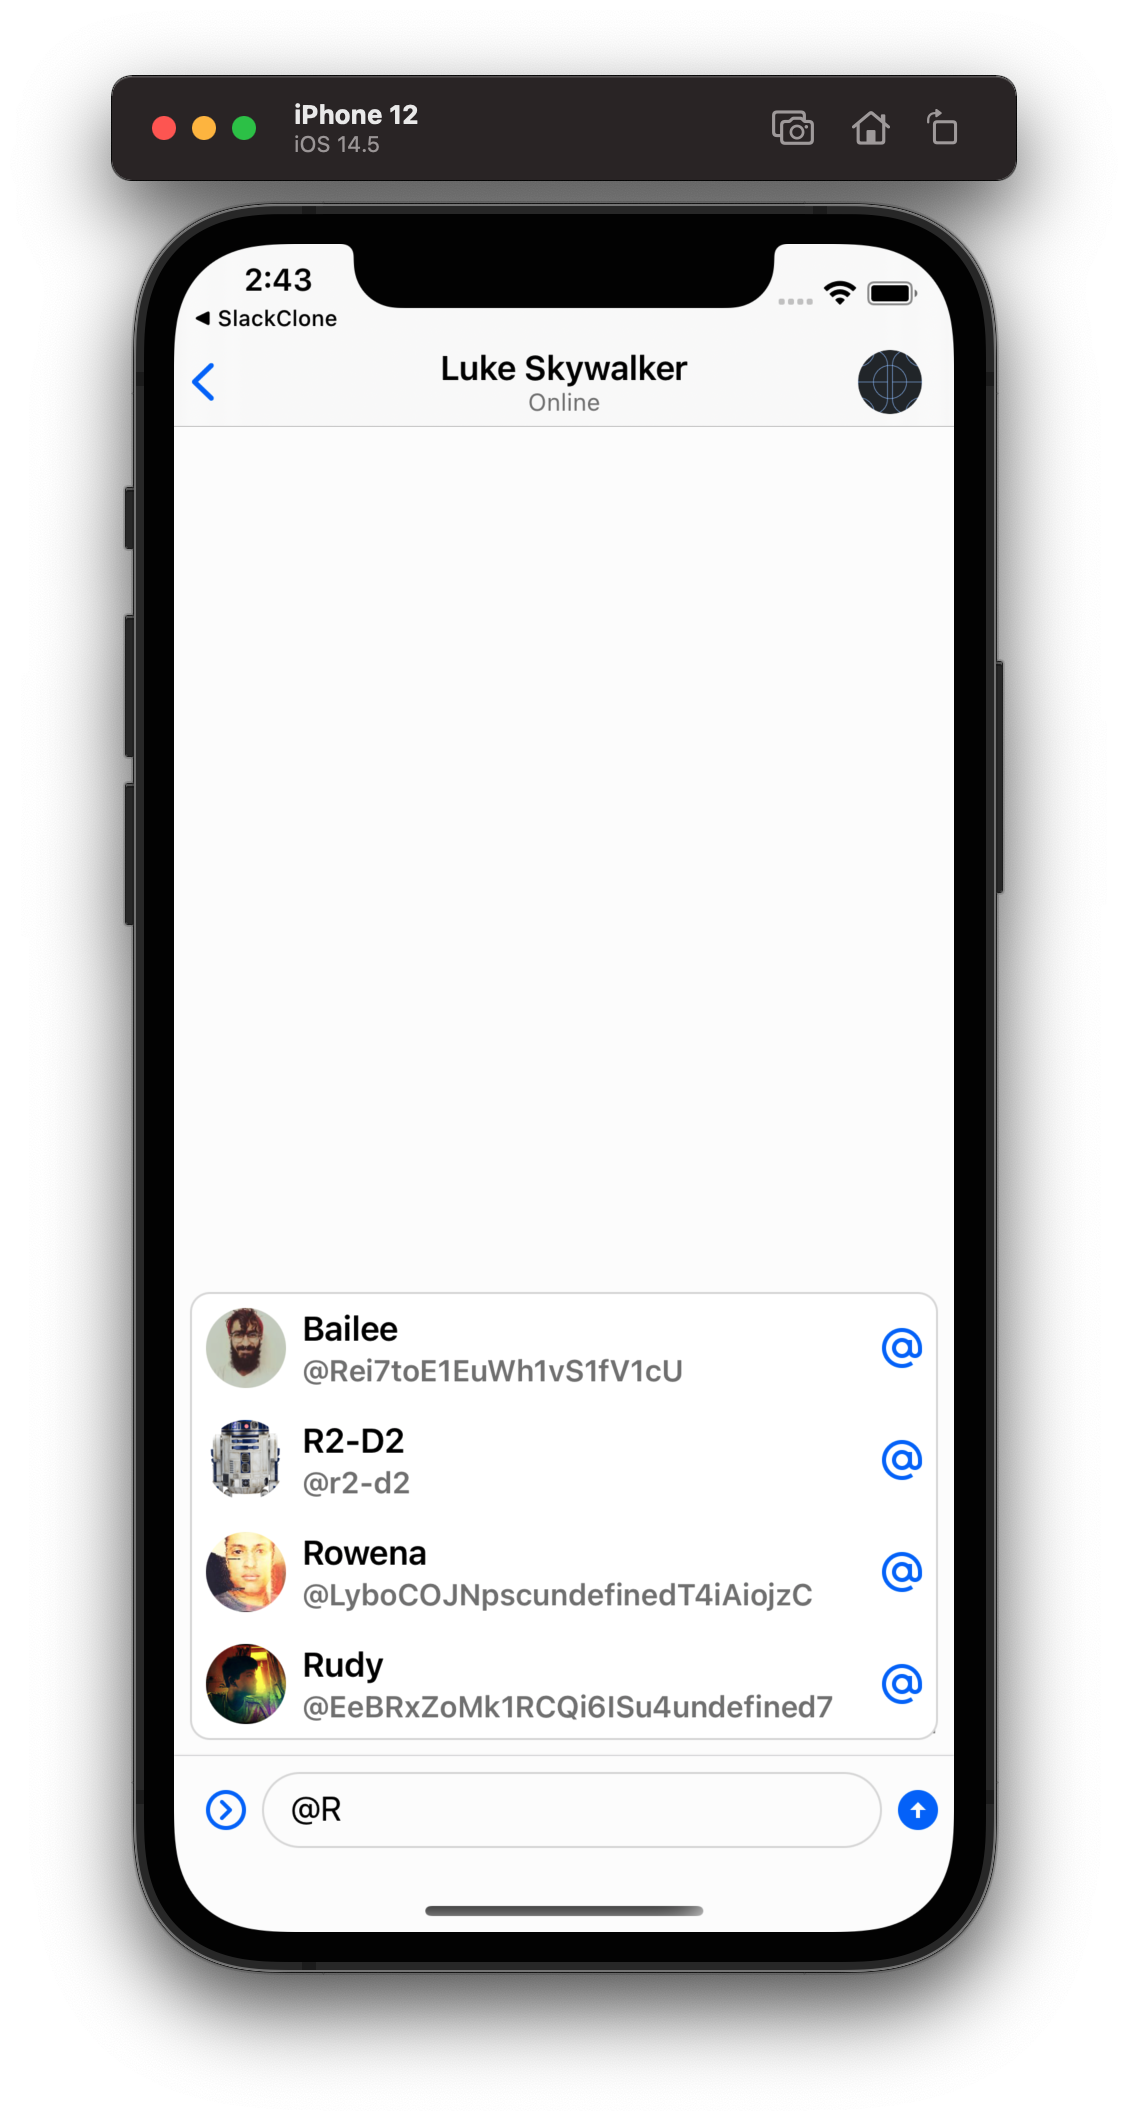 iPhone 12
iOS 14.5
2:43
◀ SlackClone
Luke Skywalker
Online
Bailee
@Rei7toE1EuWh1vS1fV1cU
@
R2-D2
@r2-d2
@
Rowena
@LyboCOJNpscundefinedT4iAiojzC
@
Rudy
@EeBRxZoMk1RCQi6ISu4undefined7
@
@R